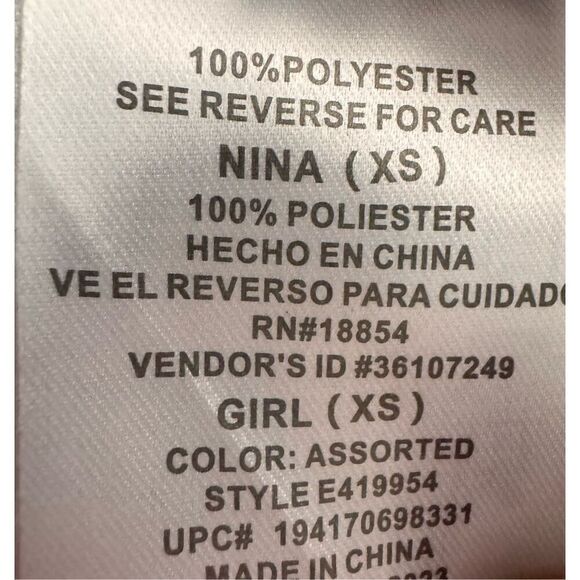 100%POLYESTER
SEE REVERSE FOR CARE
NINA (XS)
100% POLIESTER
HECHO EN CHINA
VE EL REVERSO PARA CUIDADO
RN#18854
VENDOR'S ID #36107249
GIRL (XS)
COLOR: ASSORTED
STYLE E419954
UPC# 194170698331
MADE IN CHINA